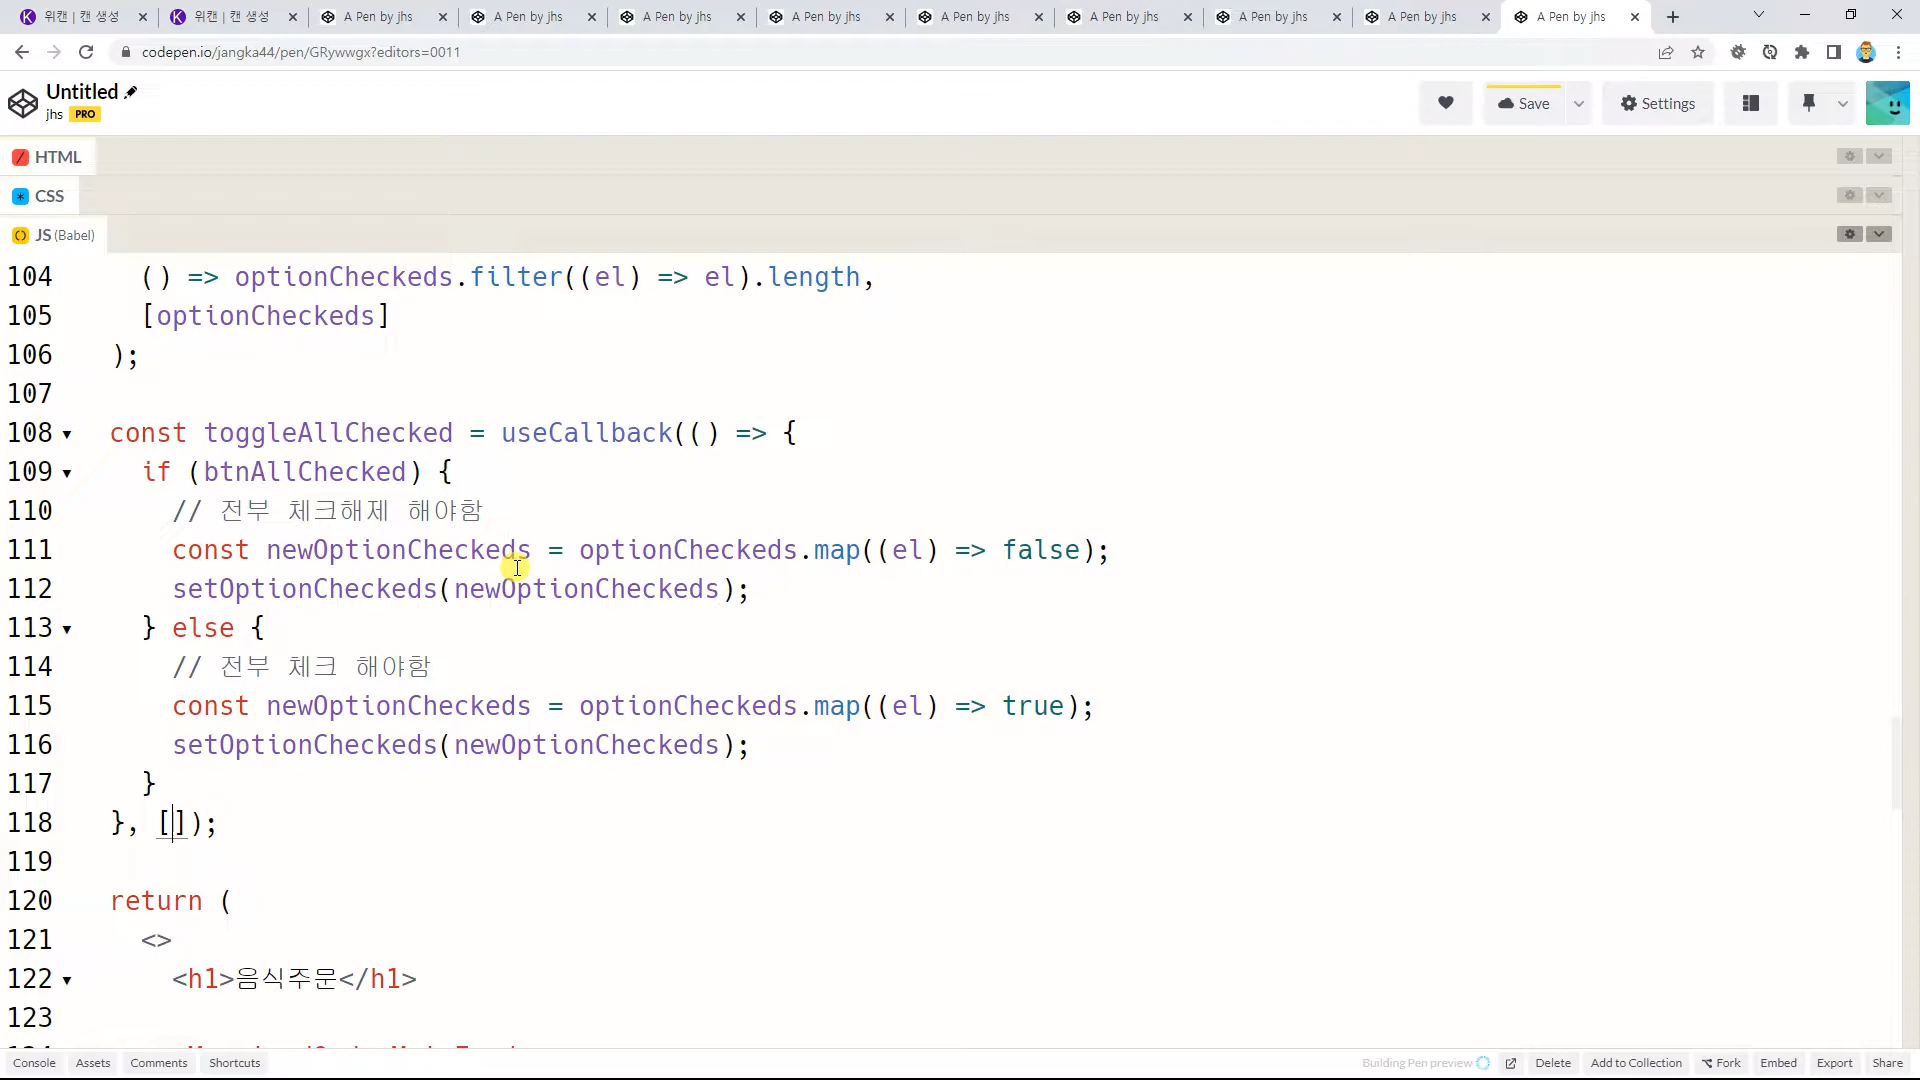 위캔 | 캔 생성
위캔 | 캔 생성
A Pen by jhs
A Pen by jhs
A Pen by jhs
A Pen by jhs
A Pen by jhs
A Pen by jhs
A Pen by jhs
A Pen by jhs
A Pen by jhs
codepen.io/jangka44/pen/GRywwgx?editors=0011
Untitled
jhs PRO
Save
Settings
HTML
CSS
JS (Babel)
104 () => optionCheckeds.filter((el) => el).length,
105 [optionCheckeds]
106 );
107
108 const toggleAllChecked = useCallback(() => {
109 if (btnAllChecked) {
110 // 전부 체크해제 해야함
111 const newOptionCheckeds = optionCheckeds.map((el) => false);
112 setOptionCheckeds(newOptionCheckeds);
113 } else {
114 // 전부 체크 해야함
115 const newOptionCheckeds = optionCheckeds.map((el) => true);
116 setOptionCheckeds(newOptionCheckeds);
117 }
118 }, []);
119
120 return (
121 <>
122 <h1>음식주문</h1>
123
Console Assets Comments Shortcuts
Building Pen preview Delete Add to Collection Fork Embed Export Share